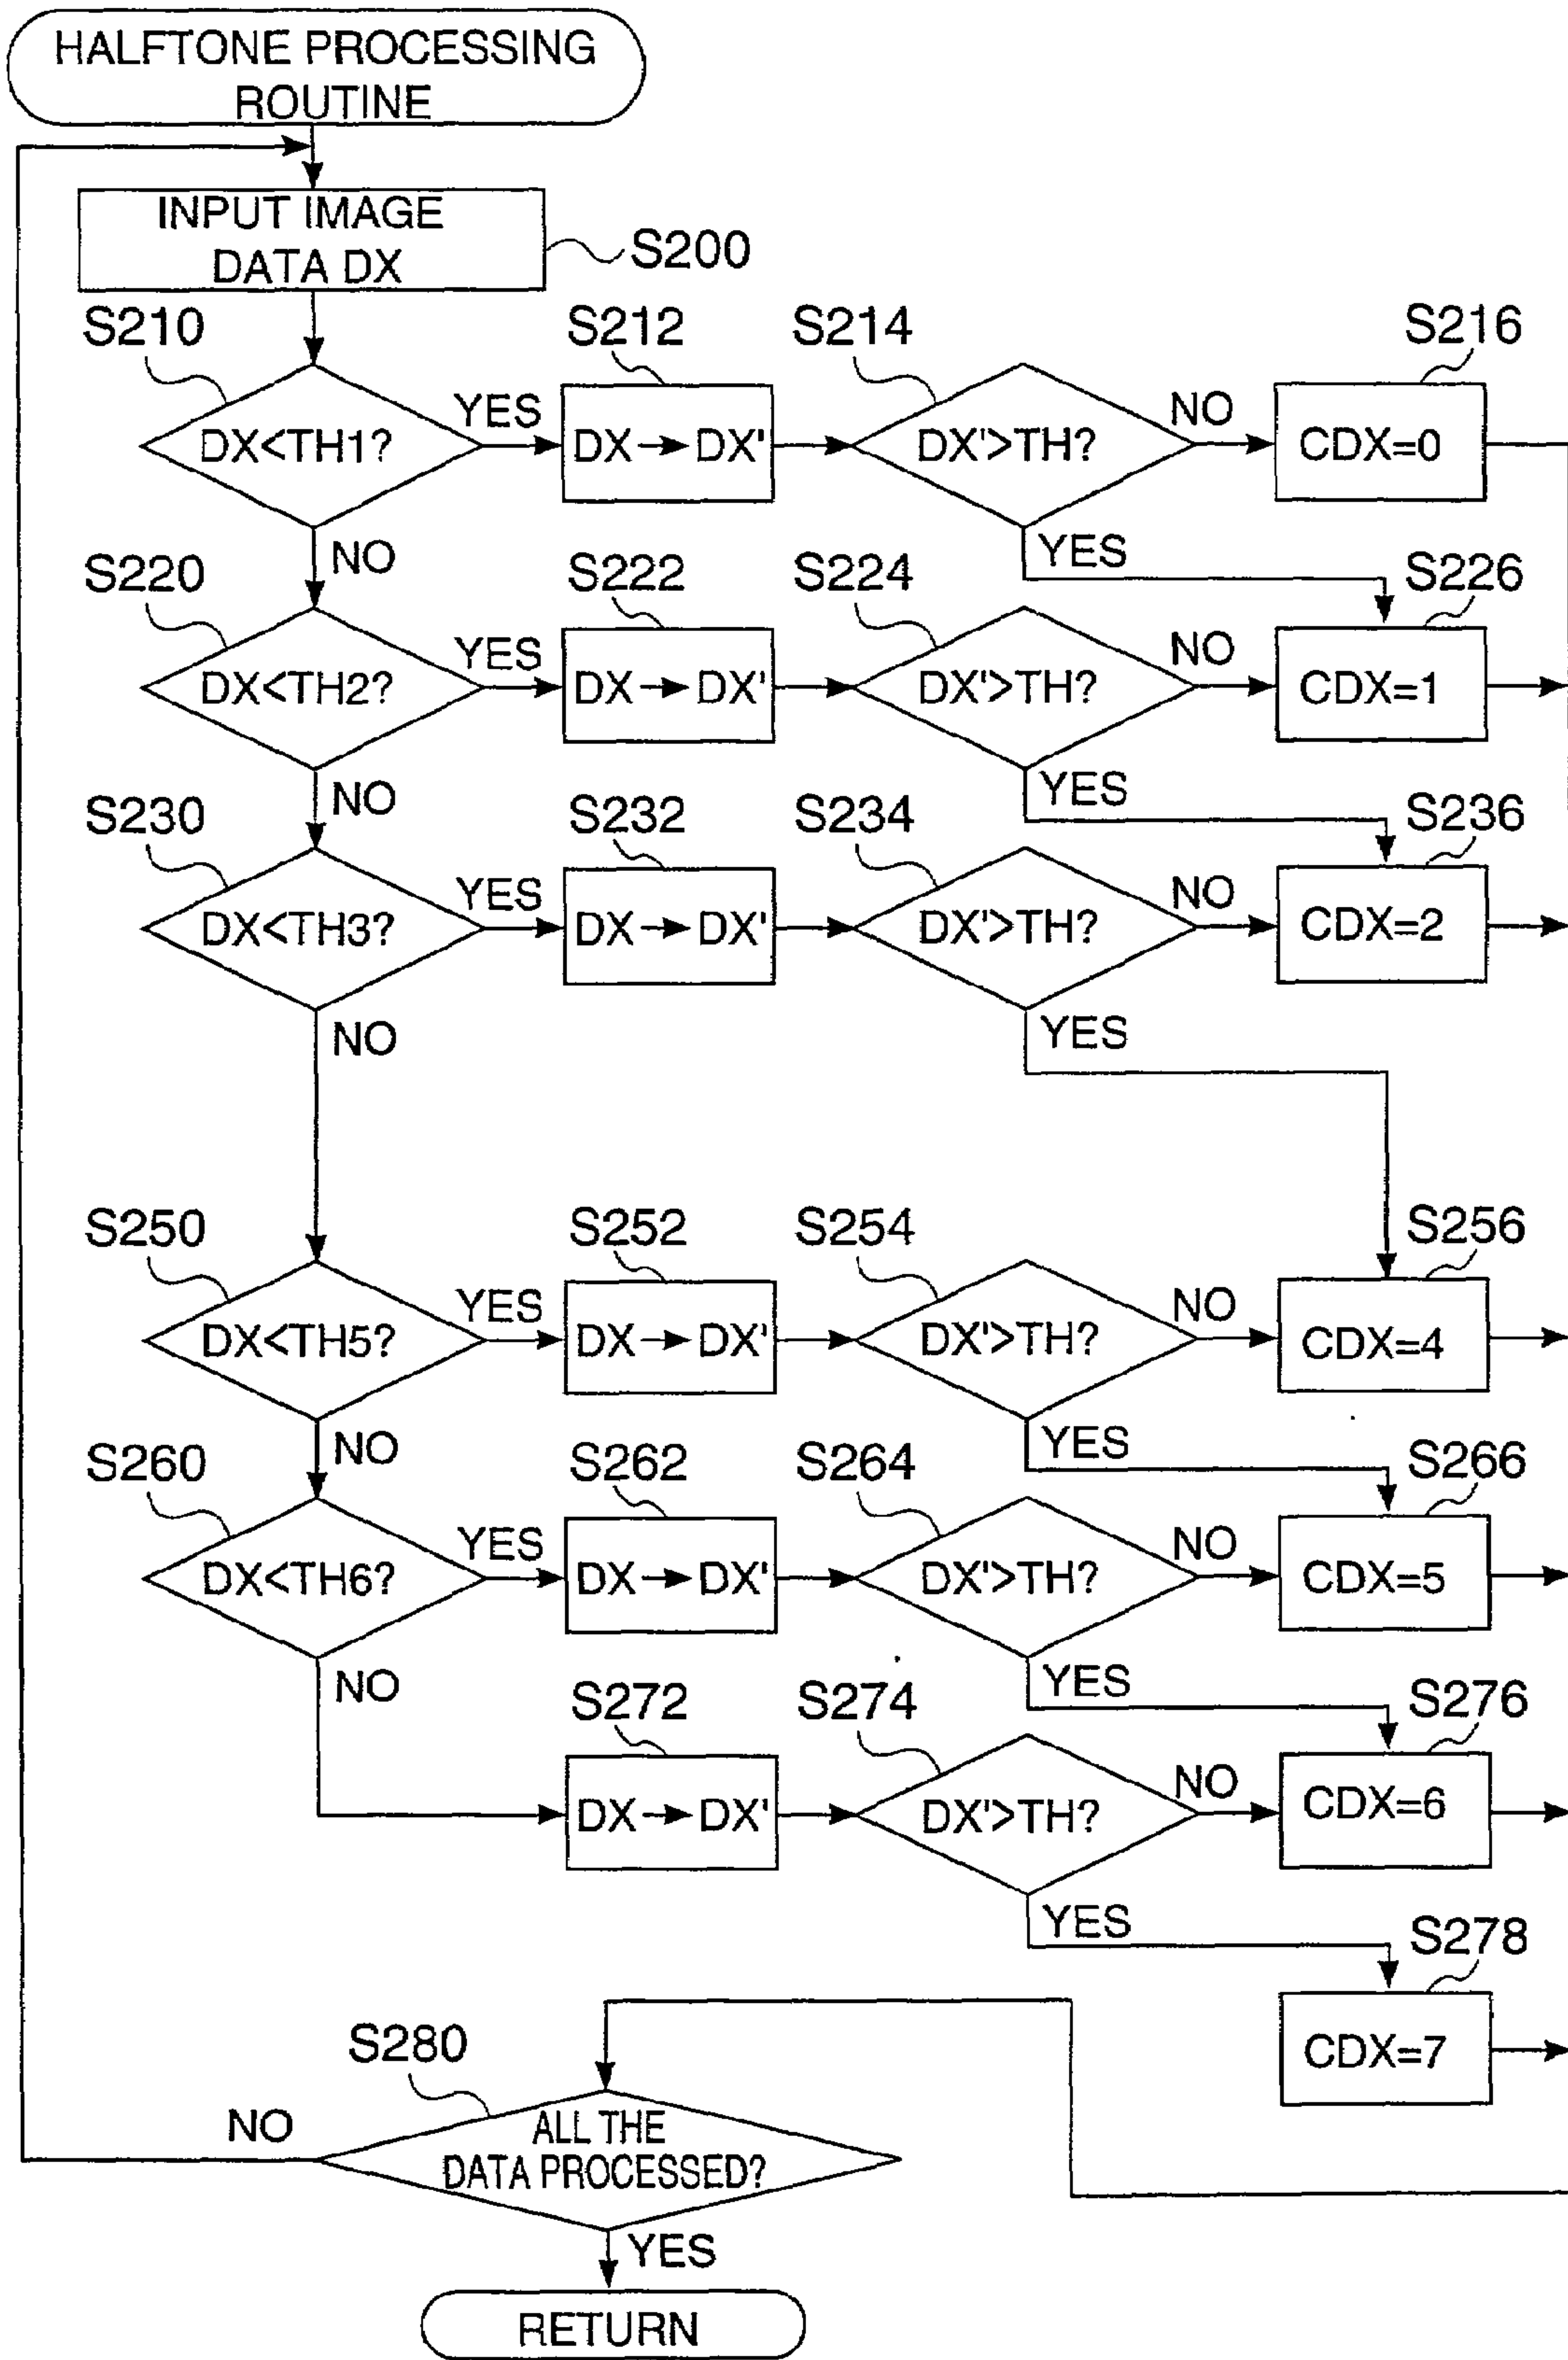 HALFTONE PROCESSING
ROUTINE
INPUT IMAGE
DATA DX
S200
S210
S212
S214
S216
DX<TH1?
YES
DX→DX'
DX'>TH?
NO
CDX=0
NO
YES
S220
S222
S224
S226
DX<TH2?
YES
DX→DX'
DX'>TH?
NO
CDX=1
NO
YES
S230
S232
S234
S236
DX<TH3?
YES
DX→DX'
DX'>TH?
NO
CDX=2
NO
YES
S250
S252
S254
S256
DX<TH5?
YES
DX→DX'
DX'>TH?
NO
CDX=4
NO
YES
S260
S262
S264
S266
DX<TH6?
YES
DX→DX'
DX'>TH?
NO
CDX=5
NO
YES
S272
S274
S276
DX→DX'
DX'>TH?
NO
CDX=6
YES
S278
CDX=7
S280
NO
ALL THE
DATA PROCESSED?
YES
RETURN